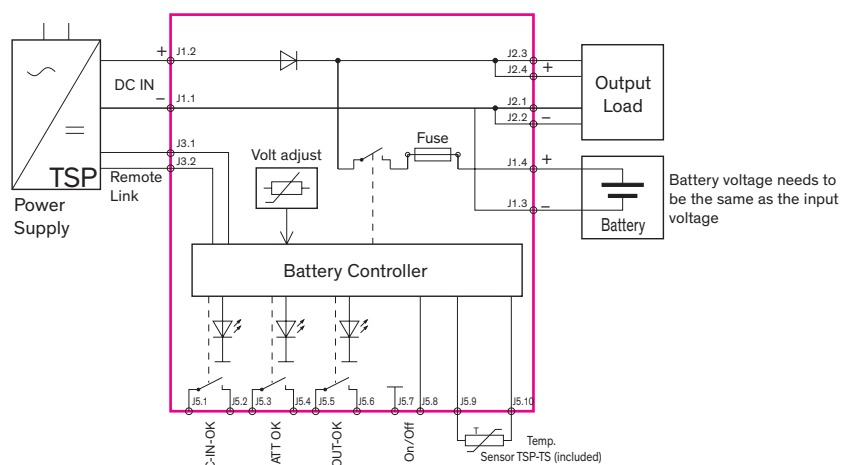 + J1.2
DC IN
− J1.1
J3.1
J3.2
TSP
Remote
Link
Power
Supply
Volt adjust
Fuse
J2.3
J2.4 +
J2.1
J2.2 −
Output
Load
J1.4 +
J1.3 −
Battery
Battery voltage needs to
be the same as the input
voltage
Battery Controller
J5.1 J5.2 J5.3 J5.4 J5.5 J5.6 J5.7 J5.8 J5.9 J5.10
C-IN-OK
ATT OK
OUT-OK
On/Off
T
Temp.
Sensor TSP-TS (included)